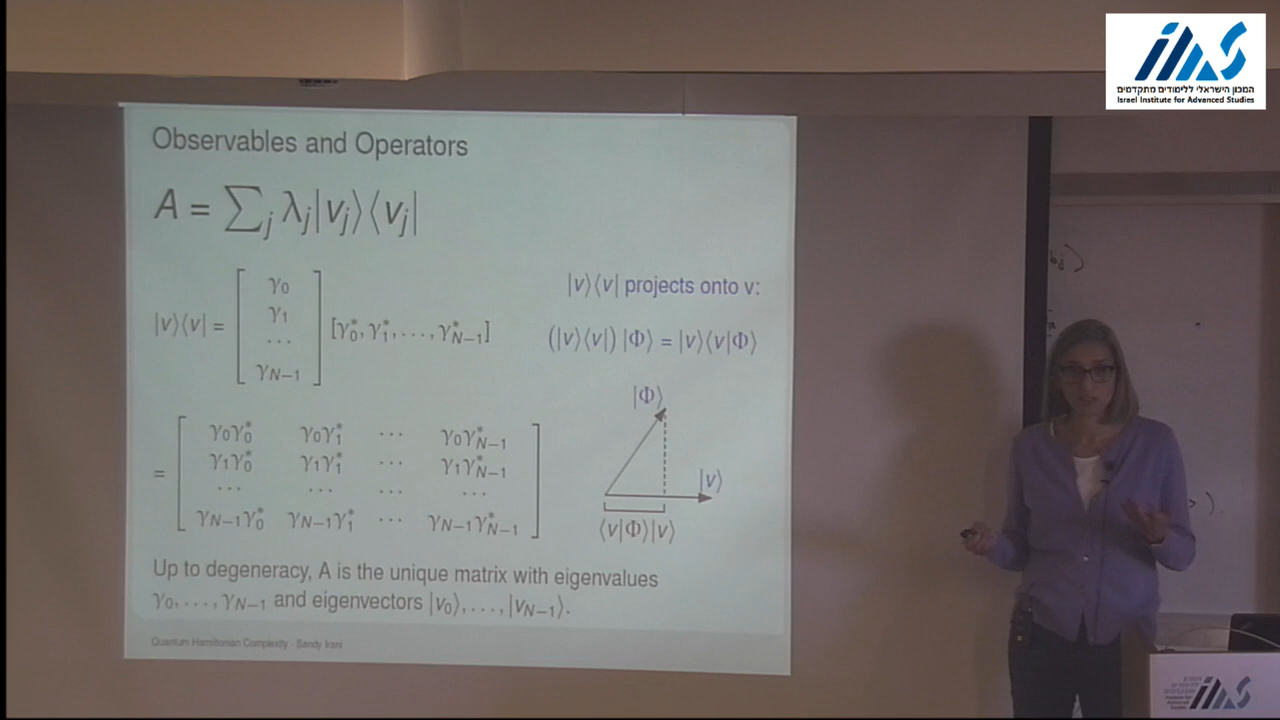 המכון הישראלי ללימודים מתקדמים
Israel Institute for Advanced Studies
Observables and Operators
A = ∑_j λ_j|v_j⟩⟨v_j|
|v⟩⟨v| = [γ_0 γ_1 ⋯ γ_{N−1}] [γ_0^*, γ_1^*, . . . , γ_{N−1}^*]
|v⟩⟨v| projects onto v:
(|v⟩⟨v|) |Φ⟩ = |v⟩⟨v|Φ⟩
= [γ_0γ_0^* γ_0γ_1^* ⋯ γ_0γ_{N−1}^*
γ_1γ_0^* γ_1γ_1^* ⋯ γ_1γ_{N−1}^*
⋯ ⋯ ⋯ ⋯
γ_{N−1}γ_0^* γ_{N−1}γ_1^* ⋯ γ_{N−1}γ_{N−1}^*]
|Φ⟩
|v⟩
⟨v|Φ⟩|v⟩
Up to degeneracy, A is the unique matrix with eigenvalues
γ_0, . . . , γ_{N−1} and eigenvectors |v_0⟩, . . . , |v_{N−1}⟩.
Quantum Hamiltonian Complexity - Sandy Irani